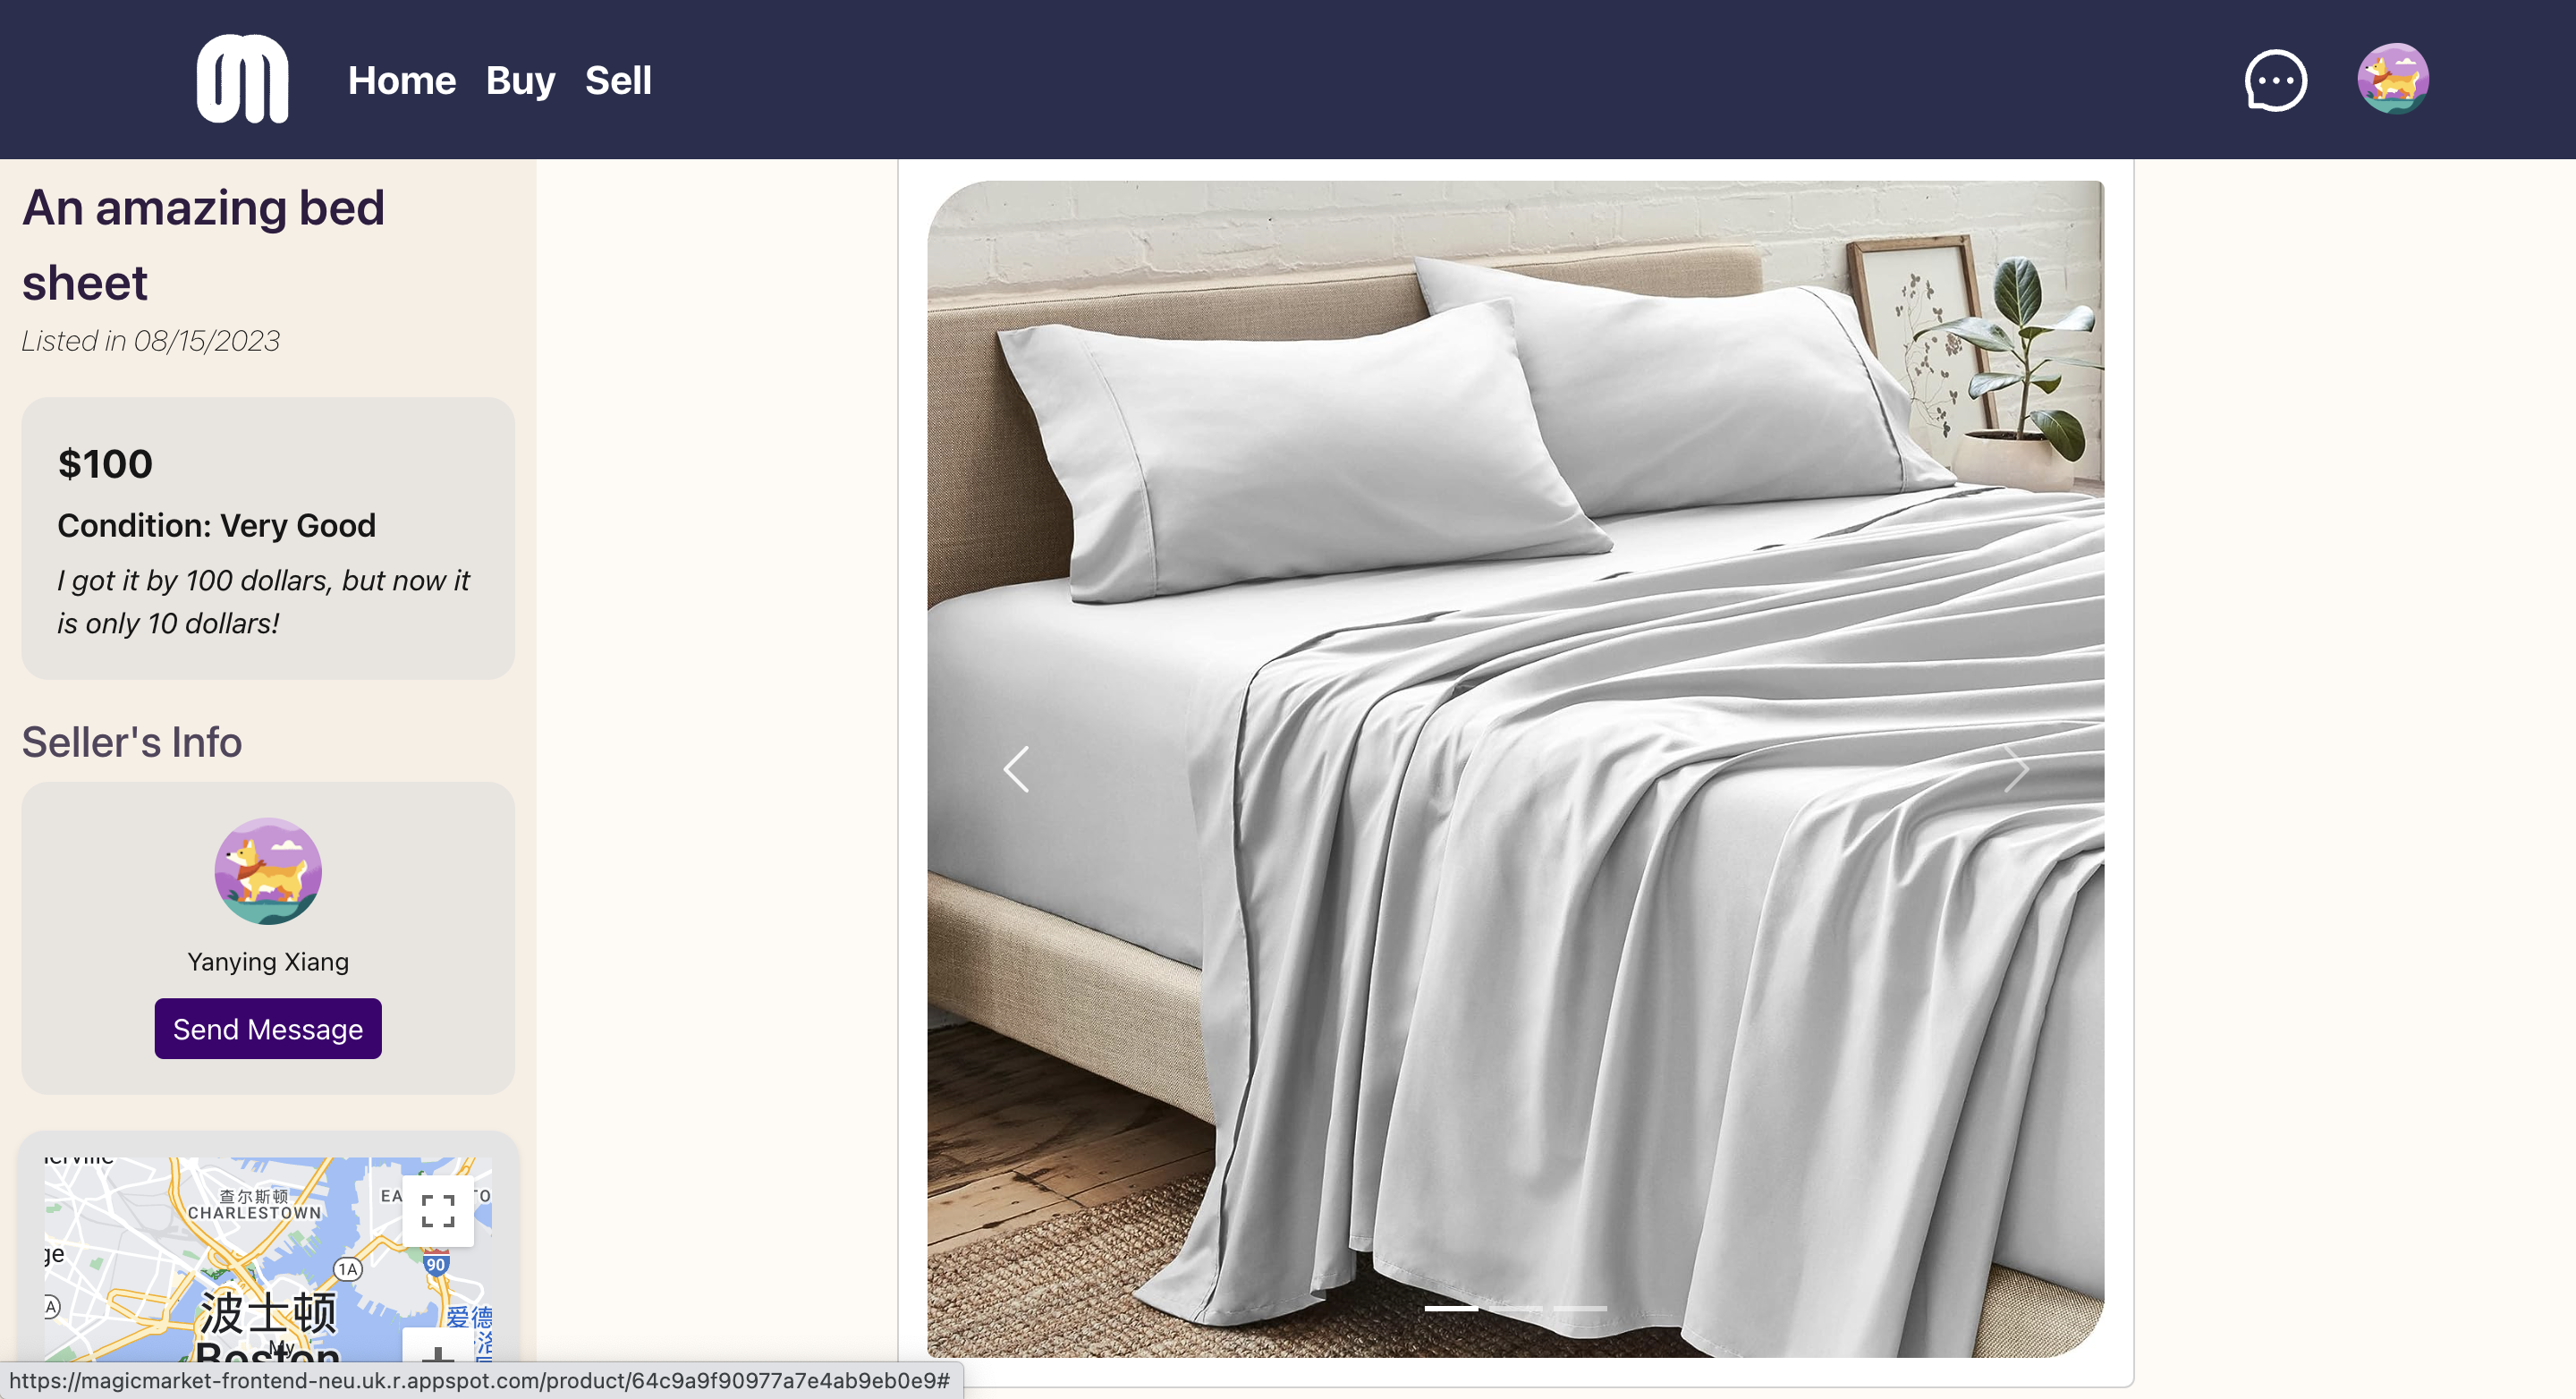 Home Buy Sell
An amazing bed
sheet
Listed in 08/15/2023
$100
Condition: Very Good
I got it by 100 dollars, but now it
is only 10 dollars!
Seller's Info
Yanying Xiang
Send Message
查尔斯顿
CHARLESTOWN
EA
TO
ge
1A
90
A
波士顿
爱德
My
Boston
https://magicmarket-frontend-neu.uk.r.appspot.com/product/64c9a9f90977a7e4ab9eb0e9#